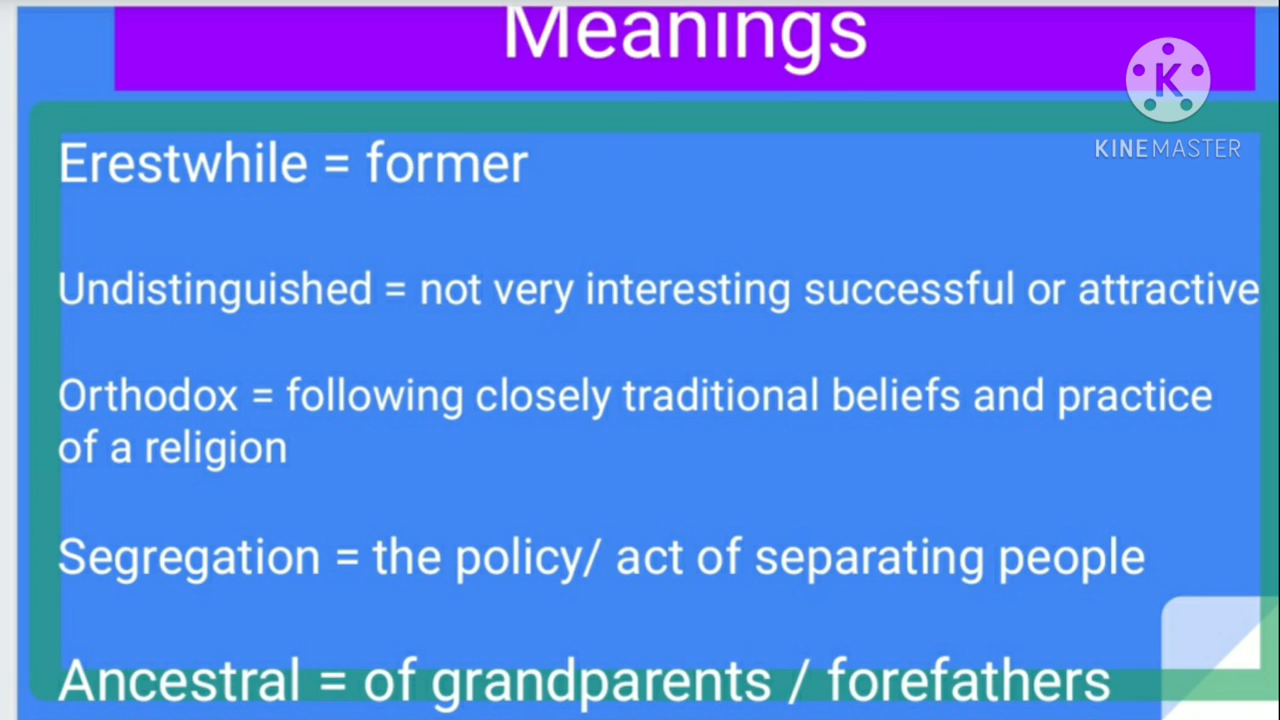 Meanings
K
KINEMASTER
Erestwhile = former
Undistinguished = not very interesting successful or attractive
Orthodox = following closely traditional beliefs and practice
of a religion
Segregation = the policy/ act of separating people
Ancestral = of grandparents / forefathers